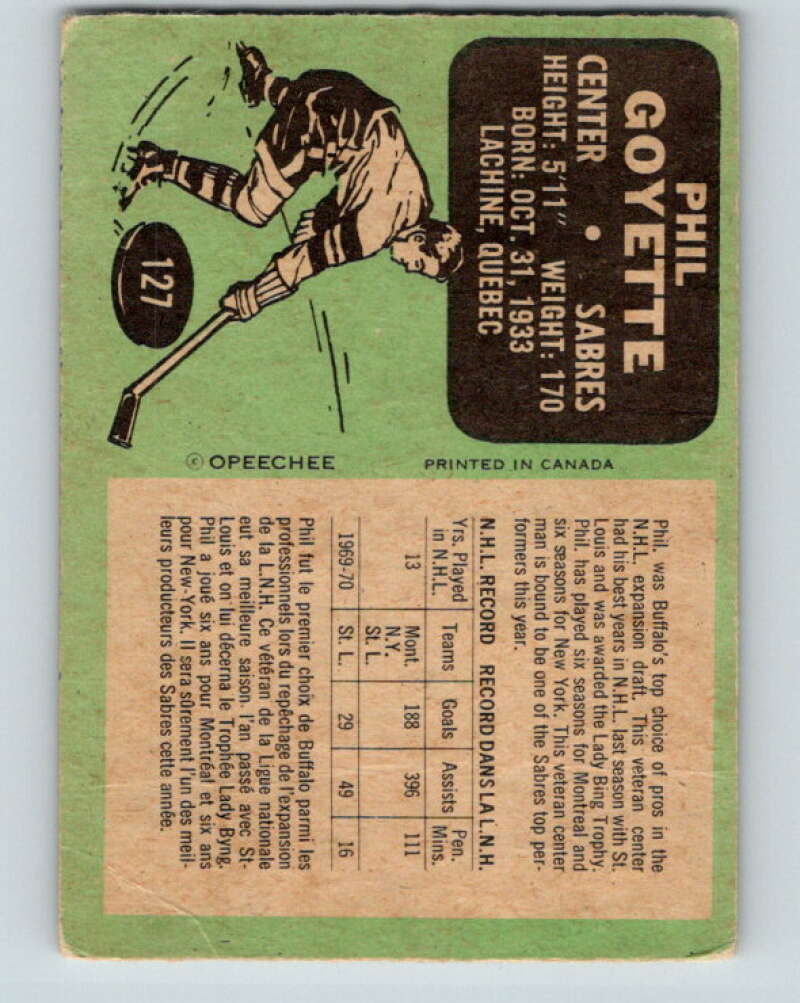 PHIL
GOYETTE
CENTER • SABRES
HEIGHT: 5'11" WEIGHT: 170
BORN: OCT. 31, 1933
LACHINE, QUEBEC
127
© OPEECHEE PRINTED IN CANADA
Phil. was Buffalo's top choice of pros in the
N.H.L. expansion draft. This veteran center
had his best years in N.H.L. last season with St.
Louis and was awarded the Lady Bing Trophy.
Phil. has played six seasons for Montreal and
six seasons for New York. This veteran center
man is bound to be one of the Sabres top per-
formers this year.
N.H.L. RECORD RECORD DANS LA L.N.H.
Yrs. Played in N.H.L. Teams Goals Assists Pen. Mins.
13 Mont. N.Y. St. L. 188 396 111
1969-70 St. L. 29 49 16
Phil fut le premier choix de Buffalo parmi les
professionnels lors du repêchage de l'expansion
de la L.N.H. Ce vétéran de la Ligue nationale
eut sa meilleure saison. l'an passé avec St-
Louis et on lui décerna le Trophée Lady Byng.
Phil a joué six ans pour Montréal et six ans
pour New-York. Il sera sûrement l'un des meil-
leurs producteurs des Sabres cette année.